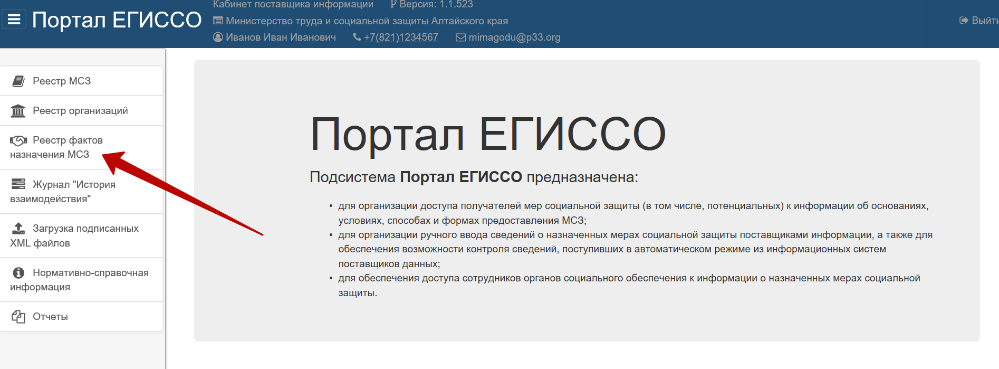 Портал ЕГИССО
Кабинет поставщика информации Версия: 1.1.523
Министерство труда и социальной защиты Алтайского края
Иванов Иван Иванович +7(821)1234567 mimagodu@p33.org
Реестр МСЗ
Реестр организаций
Реестр фактов
назначения МСЗ
Журнал "История
взаимодействия"
Загрузка подписанных
XML файлов
Нормативно-справочная
информация
Отчеты
Портал ЕГИССО
Подсистема Портал ЕГИССО предназначена:
• для организации доступа получателей мер социальной защиты (в том числе, потенциальных) к информации об основаниях,
условиях, способах и формах предоставления МСЗ;
• для организации ручного ввода сведений о назначенных мерах социальной защиты поставщиками информации, а также для
обеспечения возможности контроля сведений, поступивших в автоматическом режиме из информационных систем
поставщиков данных;
• для обеспечения доступа сотрудников органов социального обеспечения к информации о назначенных мерах социальной
защиты.